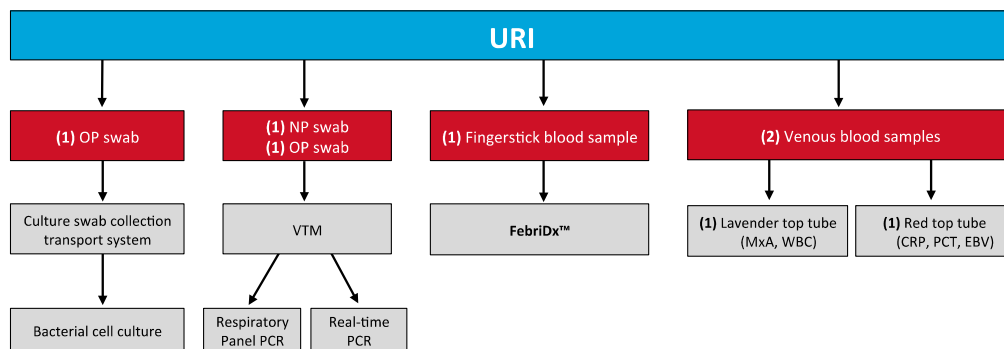 URI
(1) OP swab
(1) NP swab
(1) OP swab
(1) Fingerstick blood sample
(2) Venous blood samples
Culture swab collection
transport system
VTM
FebriDx™
(1) Lavender top tube
(MxA, WBC)
(1) Red top tube
(CRP, PCT, EBV)
Bacterial cell culture
Respiratory
Panel PCR
Real-time
PCR